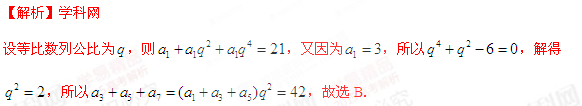 【解析】学科网
设等比数列公比为q，则a₁+a₁q²+a₁q⁴=21，又因为a₁=3，所以q⁴+q²-6=0，解得
q²=2，所以a₃+a₅+a₇=(a₁+a₃+a₅)q²=42，故选B.